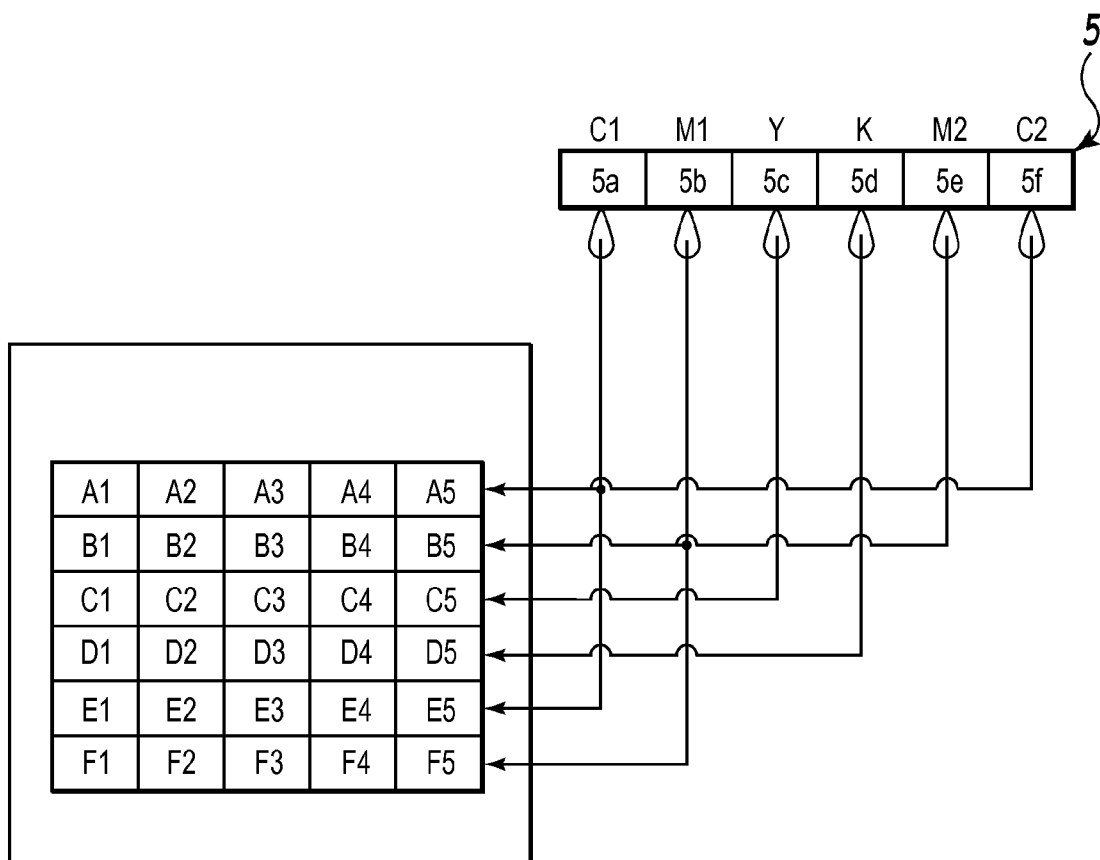 5
C1 M1 Y K M2 C2
5a 5b 5c 5d 5e 5f
A1 A2 A3 A4 A5
B1 B2 B3 B4 B5
C1 C2 C3 C4 C5
D1 D2 D3 D4 D5
E1 E2 E3 E4 E5
F1 F2 F3 F4 F5